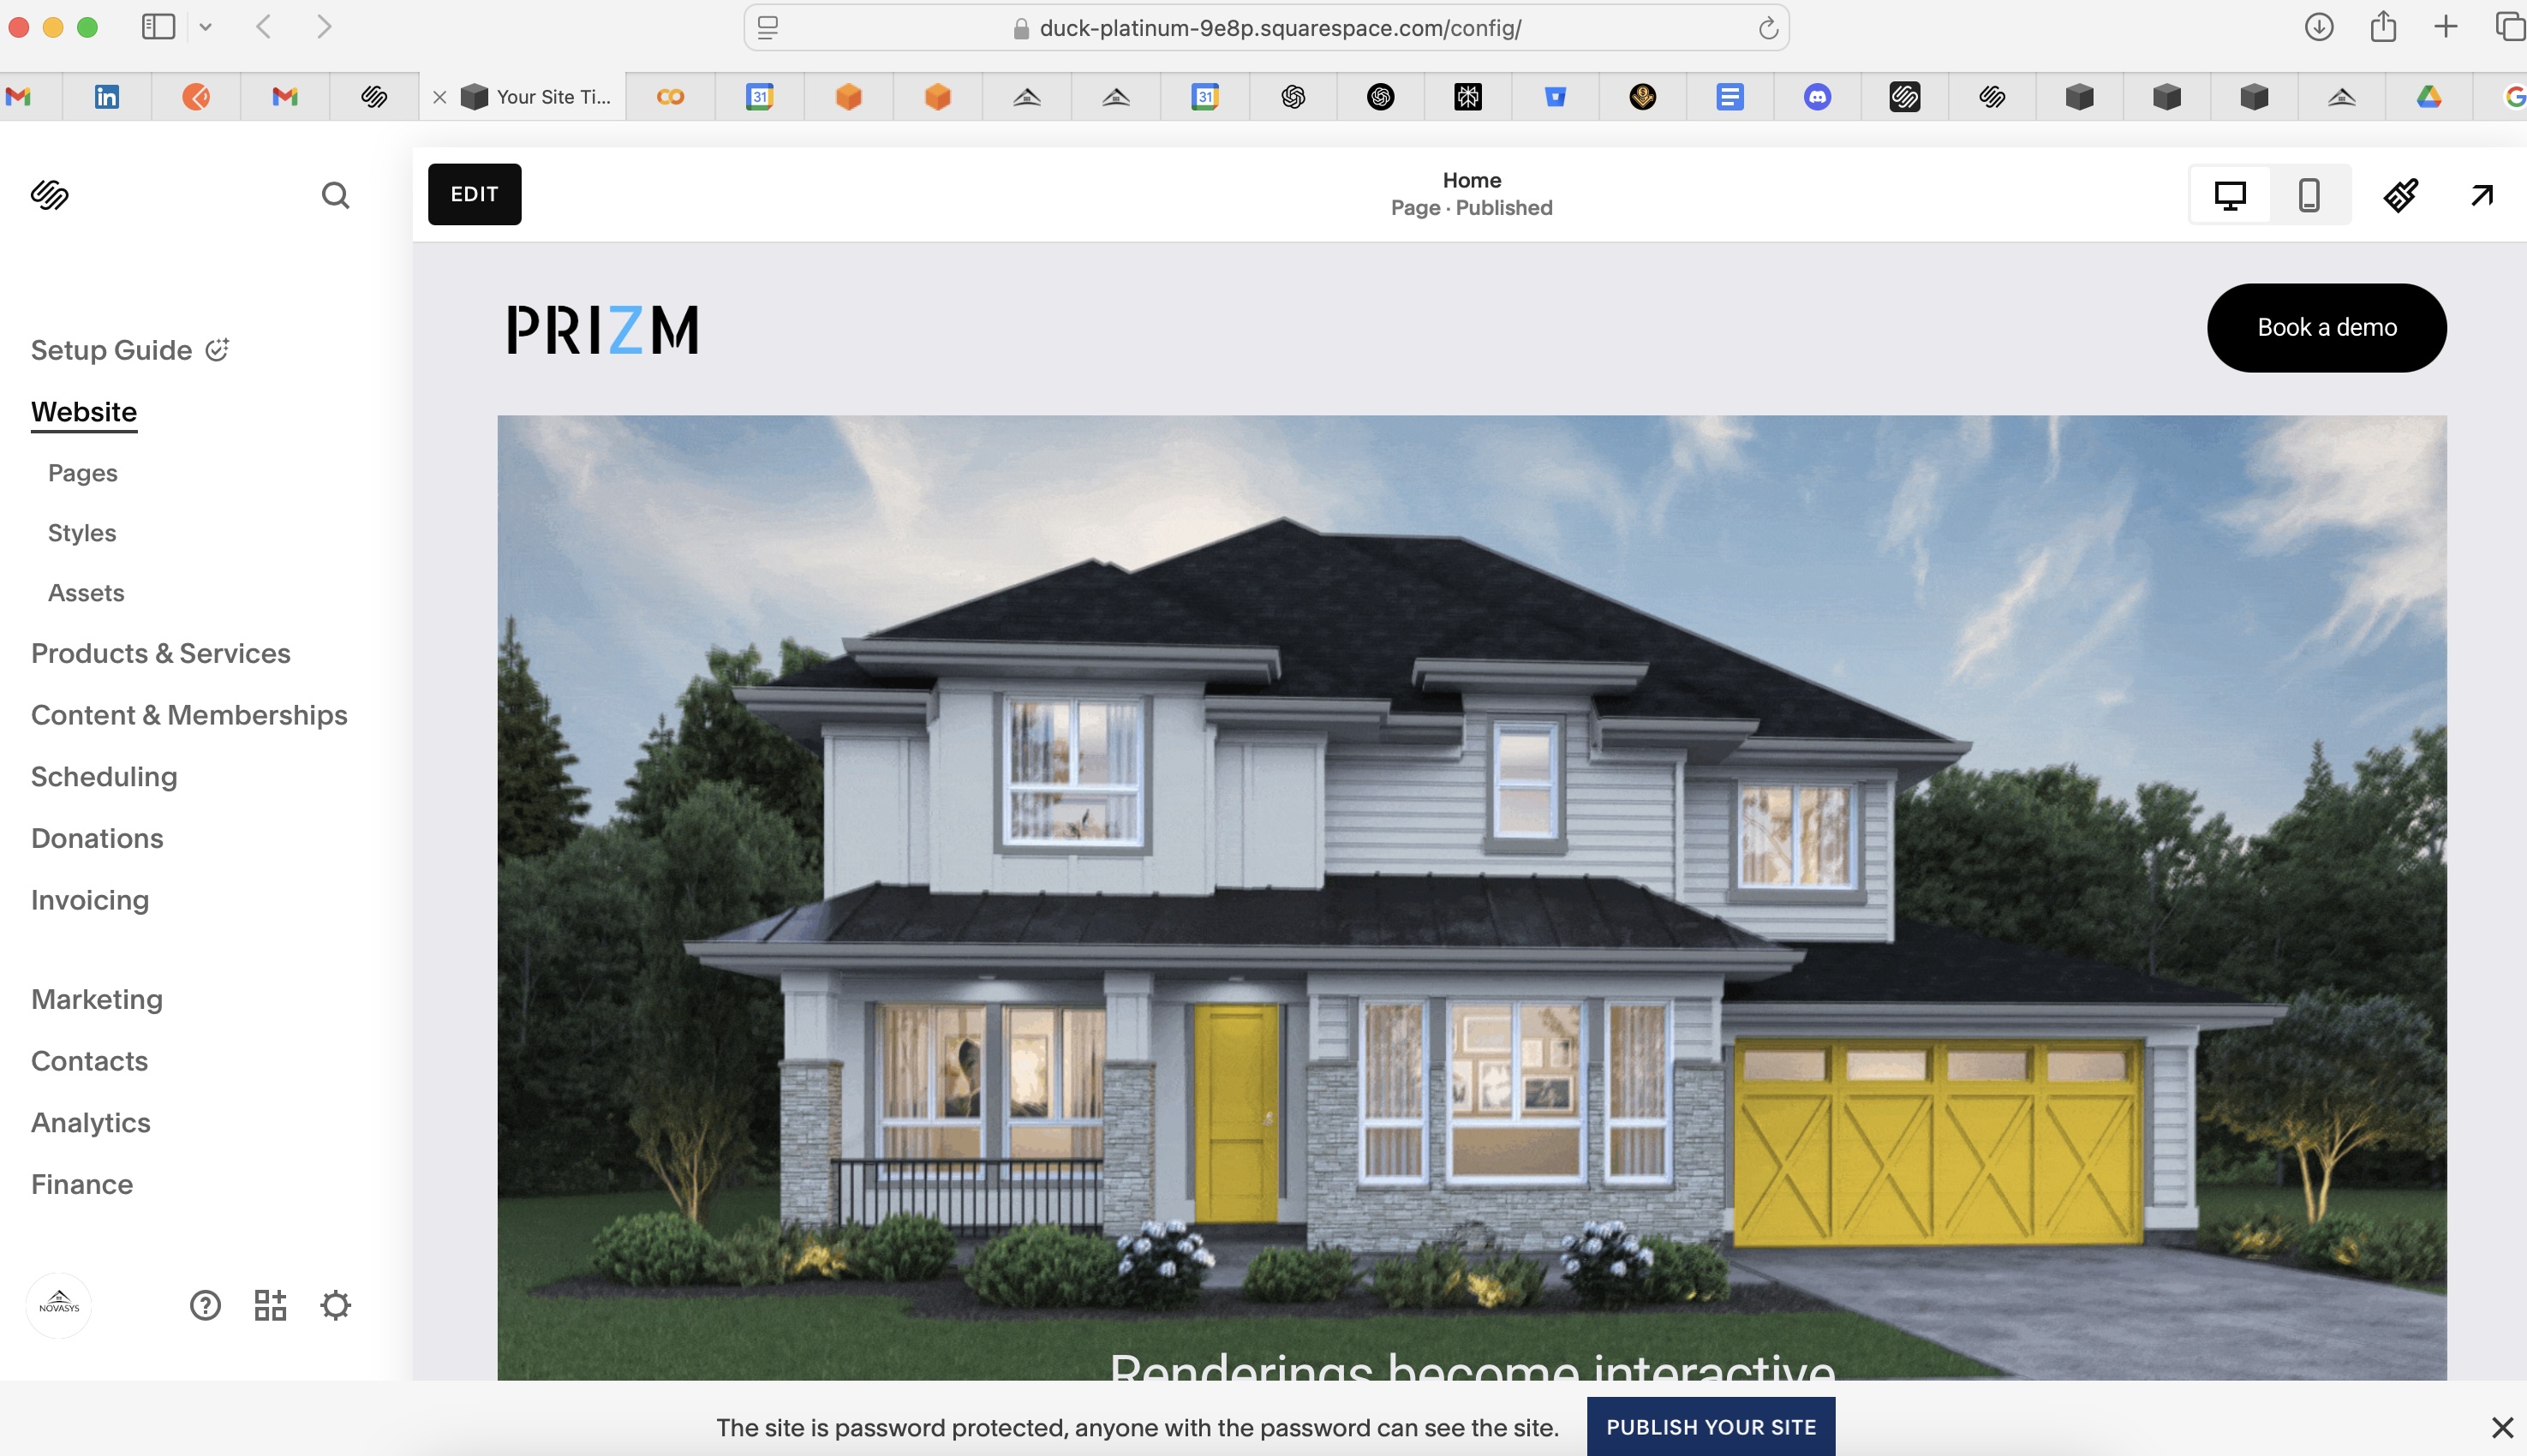 duck-platinum-9e8p.squarespace.com/config/
31
Your Site Ti...
31
EDIT
Home
Page · Published
PRIZM
Book a demo
Setup Guide
Website
Pages
Styles
Assets
Products & Services
Content & Memberships
Scheduling
Donations
Invoicing
Marketing
Contacts
Analytics
Finance
NOVASYS
Renderings become interactive
The site is password protected, anyone with the password can see the site.
PUBLISH YOUR SITE